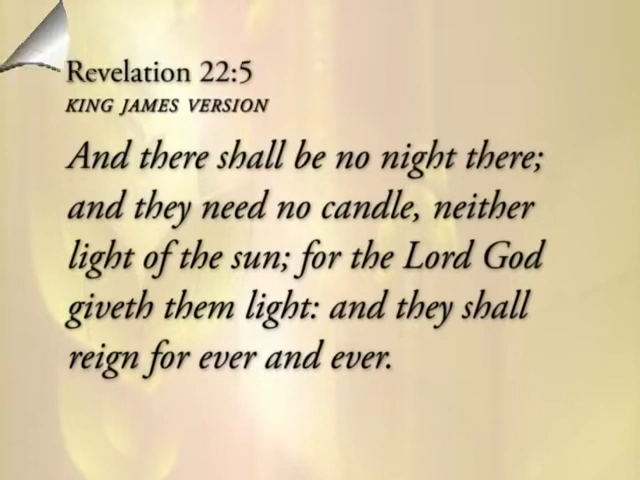 Revelation 22:5
KING JAMES VERSION
And there shall be no night there;
and they need no candle, neither
light of the sun; for the Lord God
giveth them light: and they shall
reign for ever and ever.